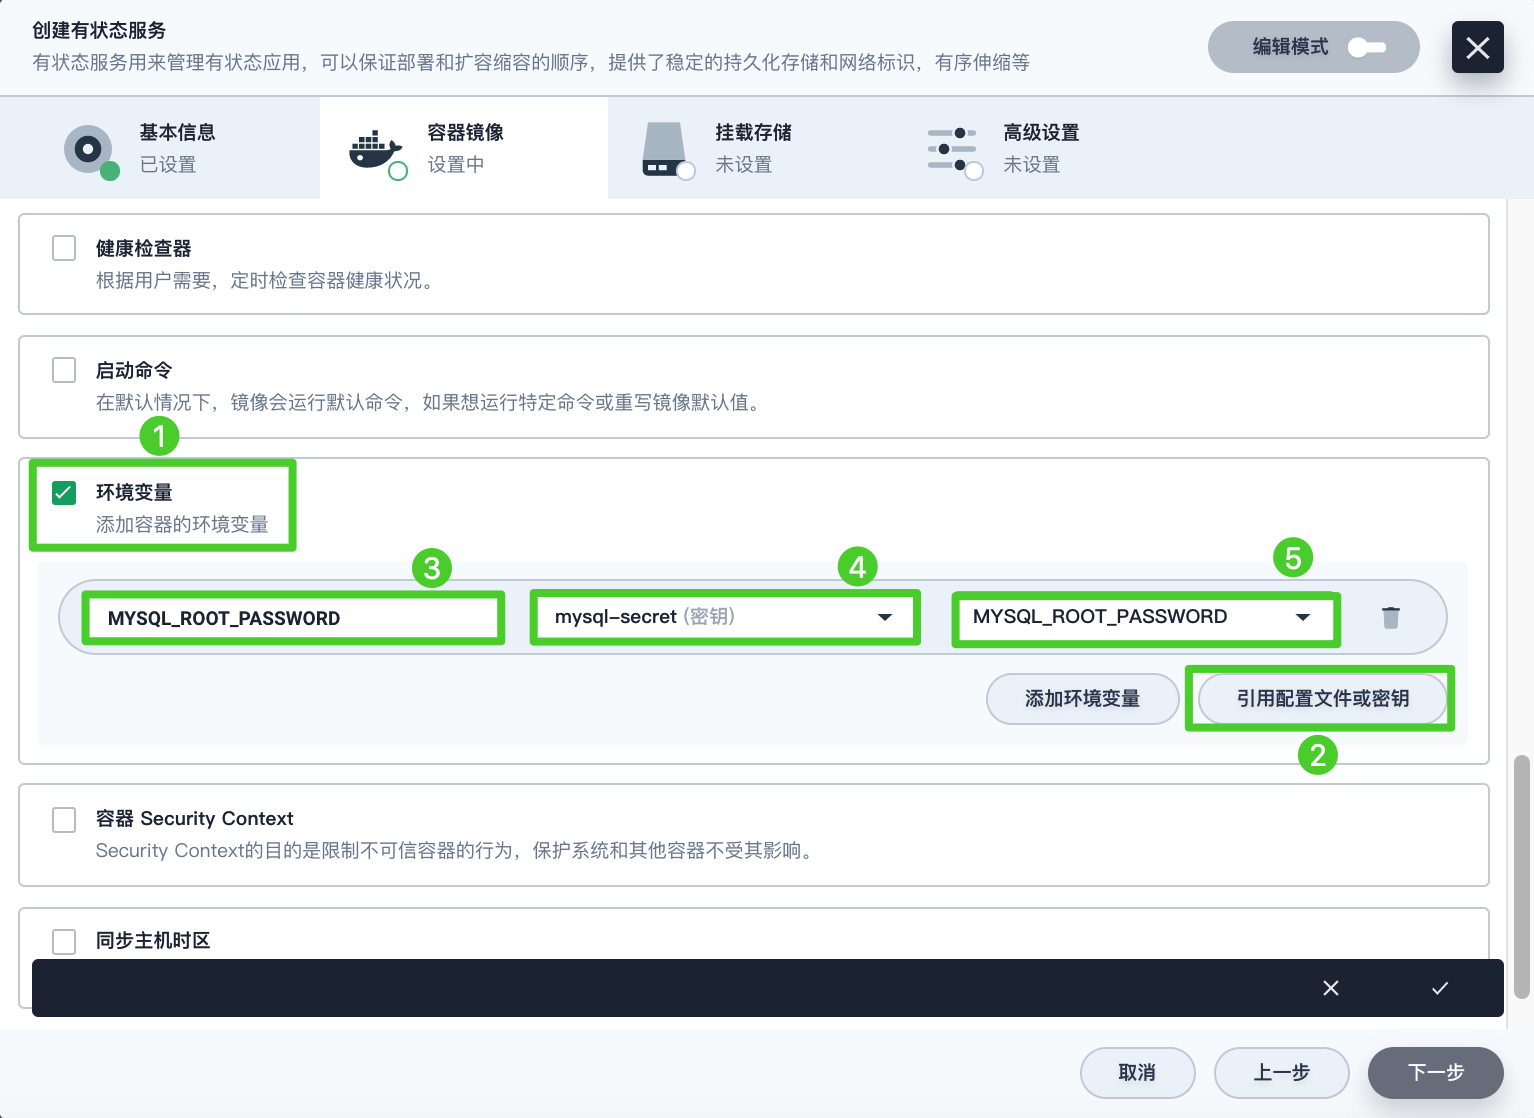 创建有状态服务
有状态服务用来管理有状态应用，可以保证部署和扩容缩容的顺序，提供了稳定的持久化存储和网络标识，有序伸缩等
编辑模式
基本信息
已设置
容器镜像
设置中
挂载存储
未设置
高级设置
未设置
健康检查器
根据用户需要，定时检查容器健康状况。
启动命令
在默认情况下，镜像会运行默认命令，如果想运行特定命令或重写镜像默认值。
1
环境变量
添加容器的环境变量
3
4
5
MYSQL_ROOT_PASSWORD
mysql-secret (密钥)
MYSQL_ROOT_PASSWORD
添加环境变量
引用配置文件或密钥
2
容器 Security Context
Security Context的目的是限制不可信容器的行为，保护系统和其他容器不受其影响。
同步主机时区
取消
上一步
下一步